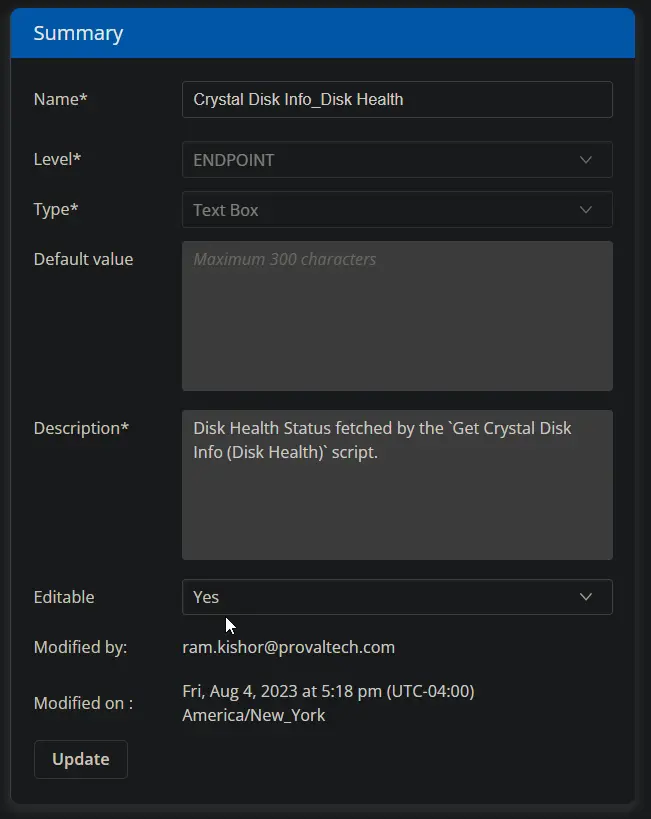 Summary
Name* Crystal Disk Info_Disk Health
Level* ENDPOINT
Type* Text Box
Default value Maximum 300 characters
Description* Disk Health Status fetched by the `Get Crystal Disk
Info (Disk Health)` script.
Editable Yes
Modified by: ram.kishor@provaltech.com
Modified on : Fri, Aug 4, 2023 at 5:18 pm (UTC-04:00)
America/New_York
Update